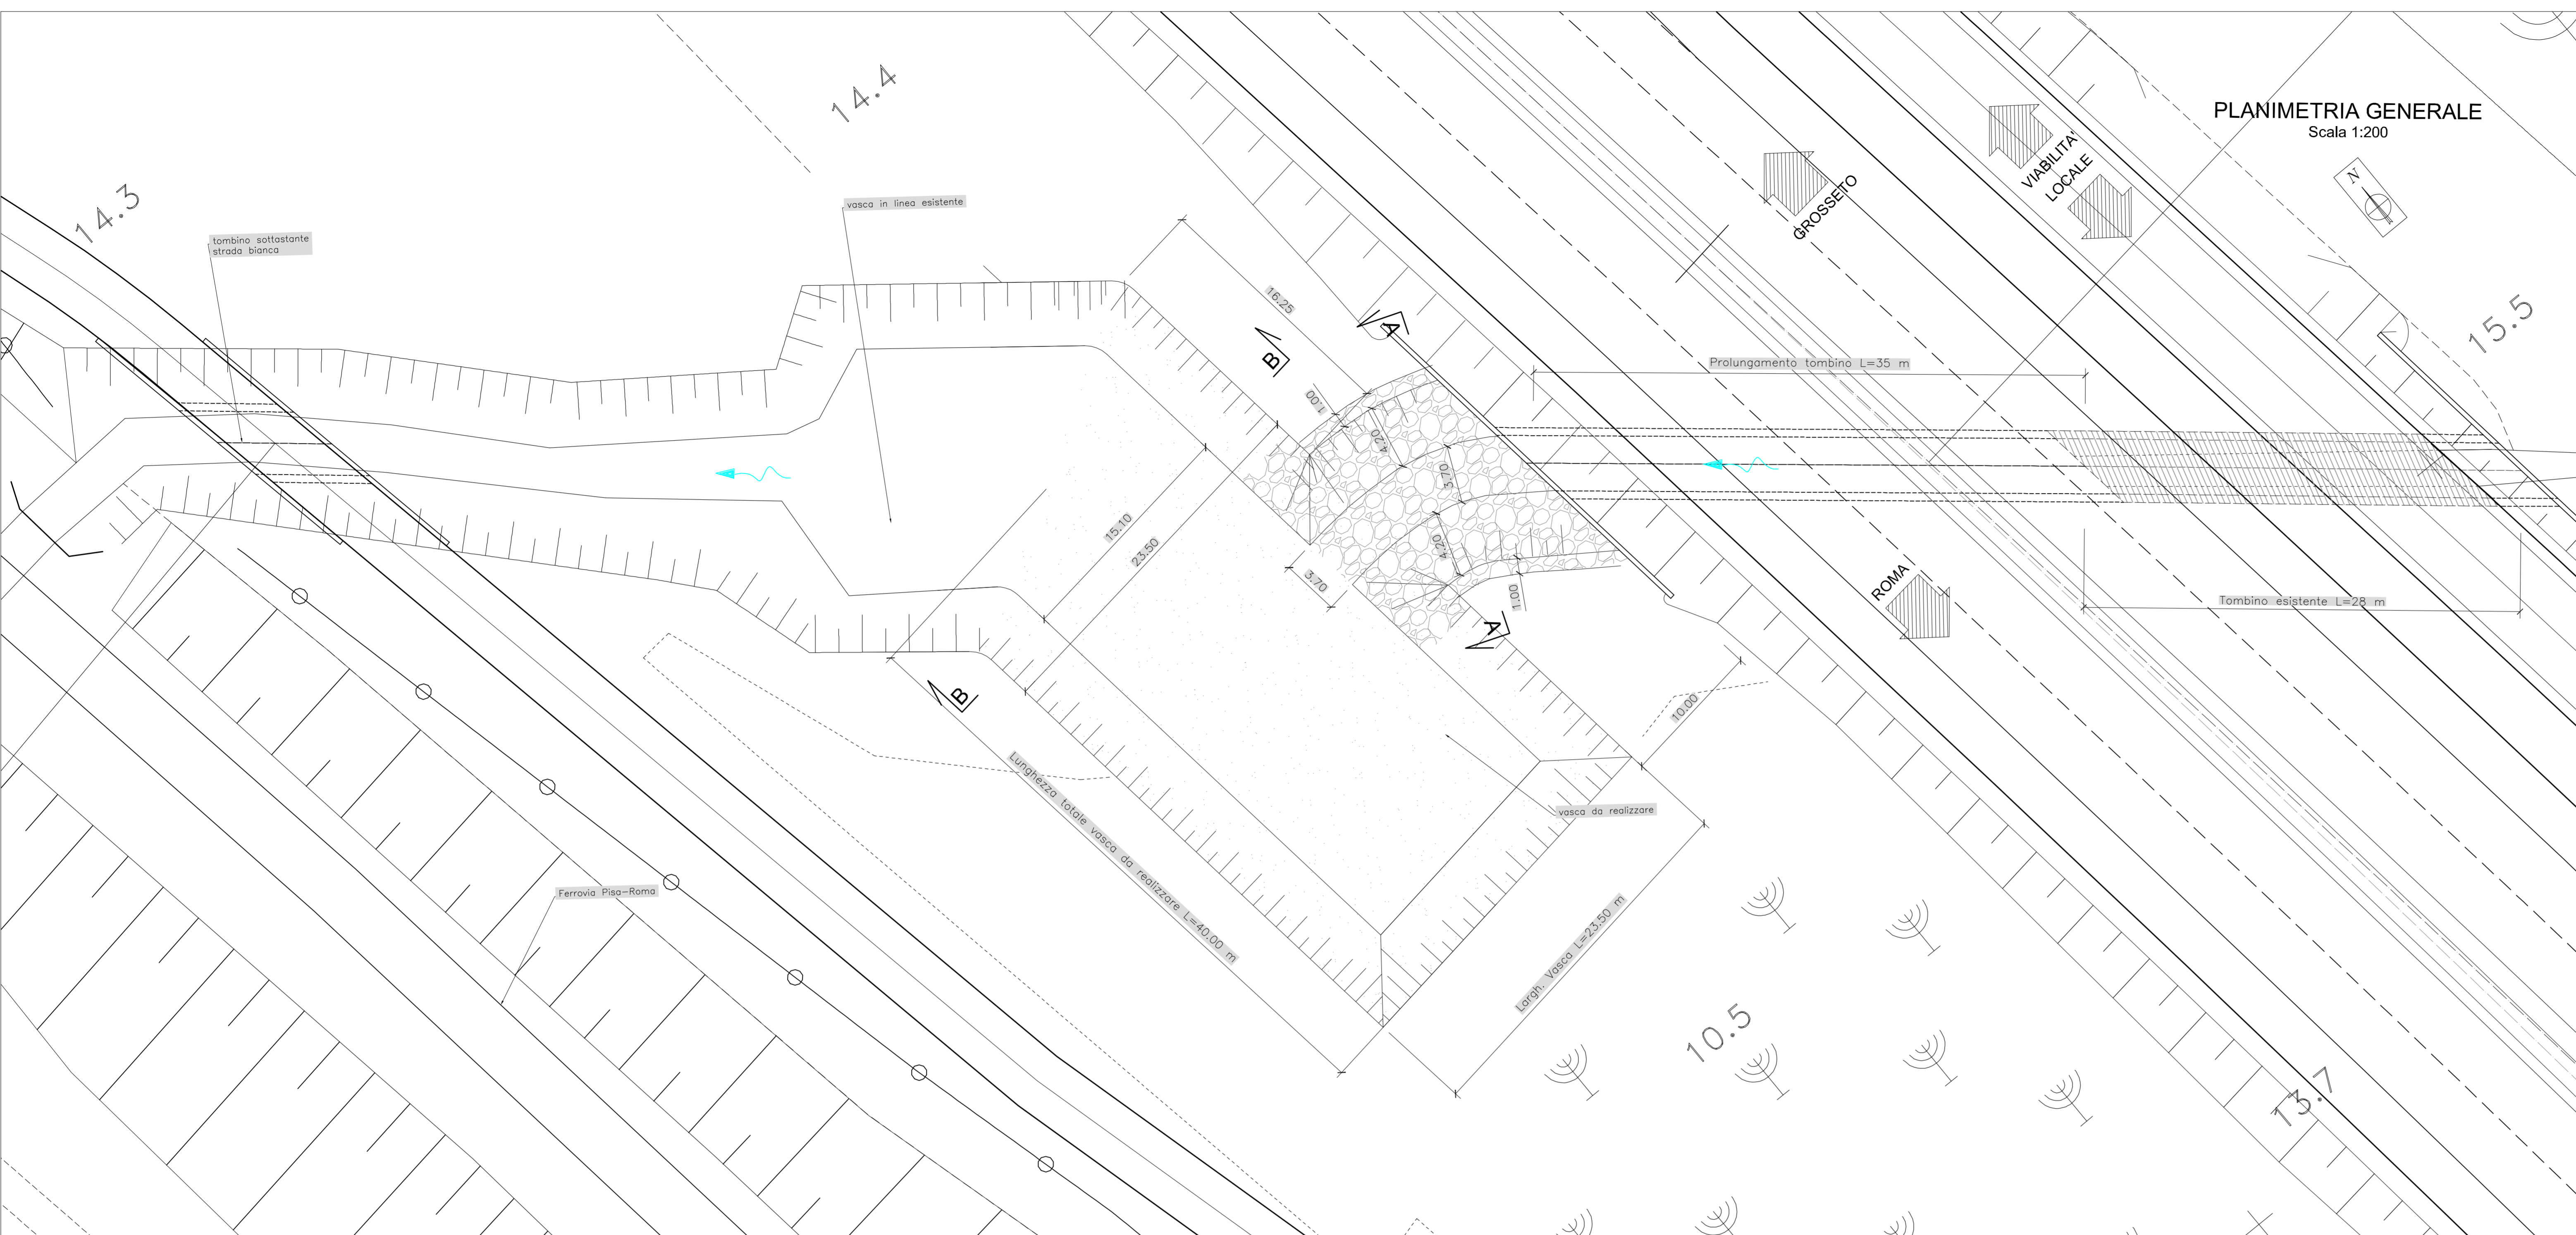 PLANIMETRIA GENERALE
Scala 1:200
N
14.4
14.3
15.5
tombino sottastante
strada bianca
vasca in linea esistente
VIABILITA'
LOCALE
GROSSETO
16.25
A
B
1.00
4.20
3.70
Prolungamento tombino L=35 m
15.10
23.50
4.20
3.70
1.00
A
B
ROMA
Tombino esistente L=28 m
10.00
Lunghezza totale vasca da realizzare L=40.00 m
vasca da realizzare
Ferrovia Pisa-Roma
Largh. Vasca L=23.50 m
10.5
13.7